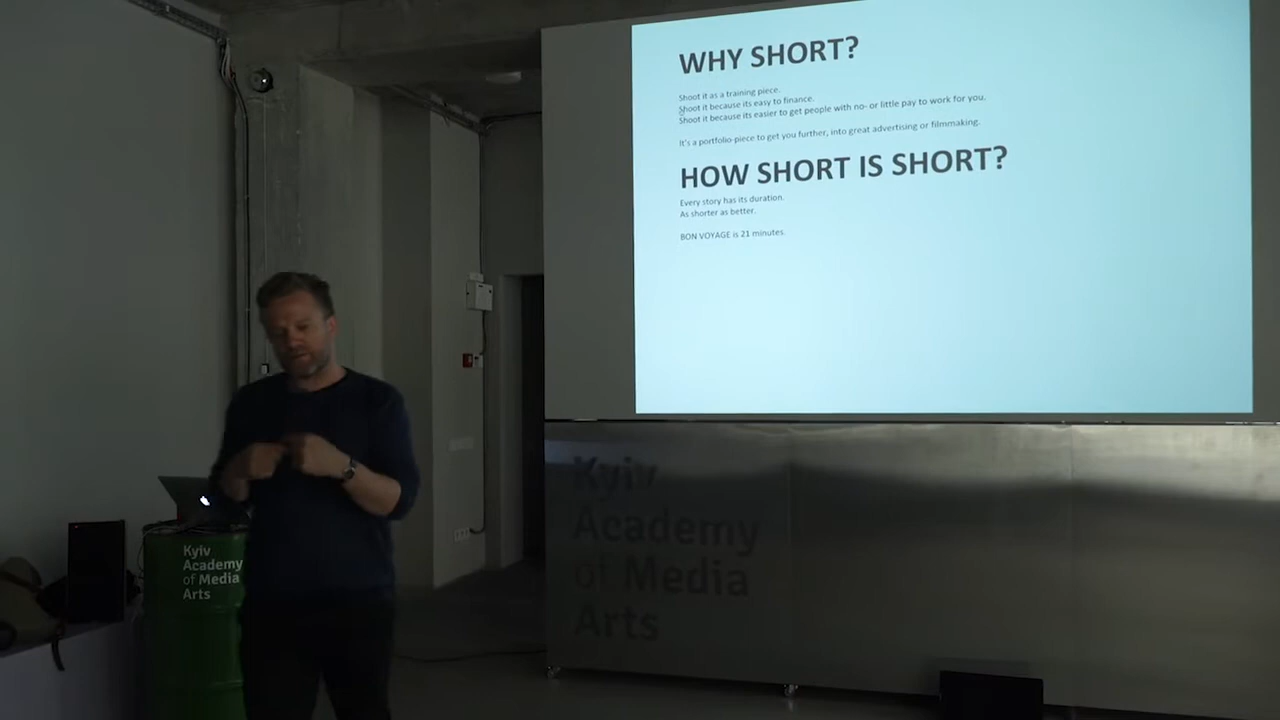 WHY SHORT?
Shoot it as a training piece.
Shoot it because its easy to finance.
Shoot it because its easier to get people with no- or little pay to work for you.
It's a portfolio-piece to get you further, into great advertising or filmmaking.
HOW SHORT IS SHORT?
Every story has its duration.
As shorter as better.
BON VOYAGE is 21 minutes.
Kyiv
Academy
of Media
Arts
Kyiv
Academy
of Media
Arts